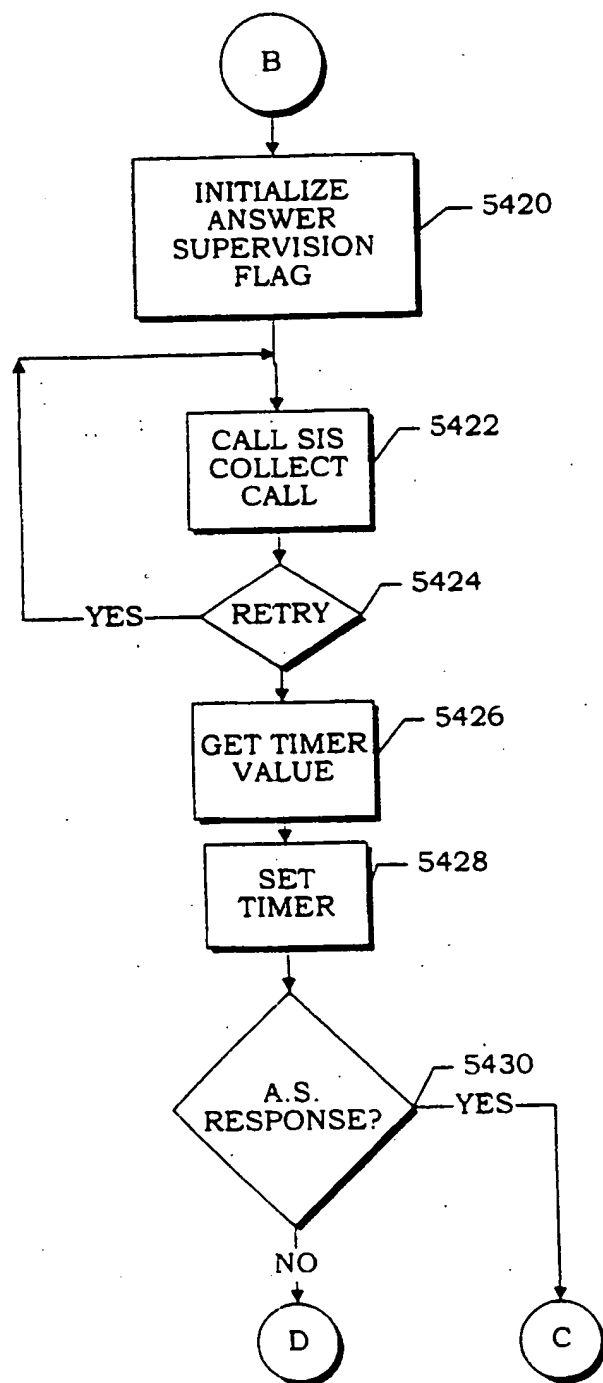 B
INITIALIZE
ANSWER
SUPERVISION
FLAG
5420
CALL SIS
COLLECT
CALL
5422
RETRY
5424
YES
GET TIMER
VALUE
5426
SET
TIMER
5428
A.S.
RESPONSE?
5430
YES
NO
D
C